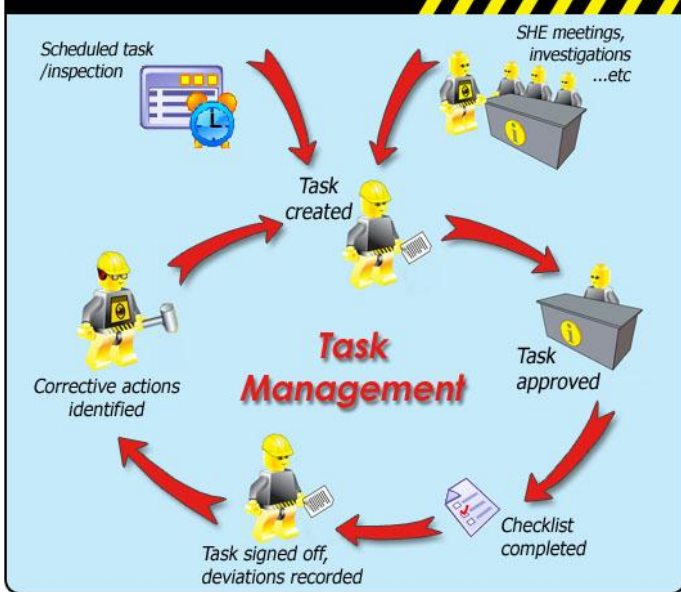 Scheduled task
/inspection
SHE meetings,
investigations
...etc
Task
created
Task
approved
Task
Management
Corrective actions
identified
Checklist
completed
Task signed off,
deviations recorded